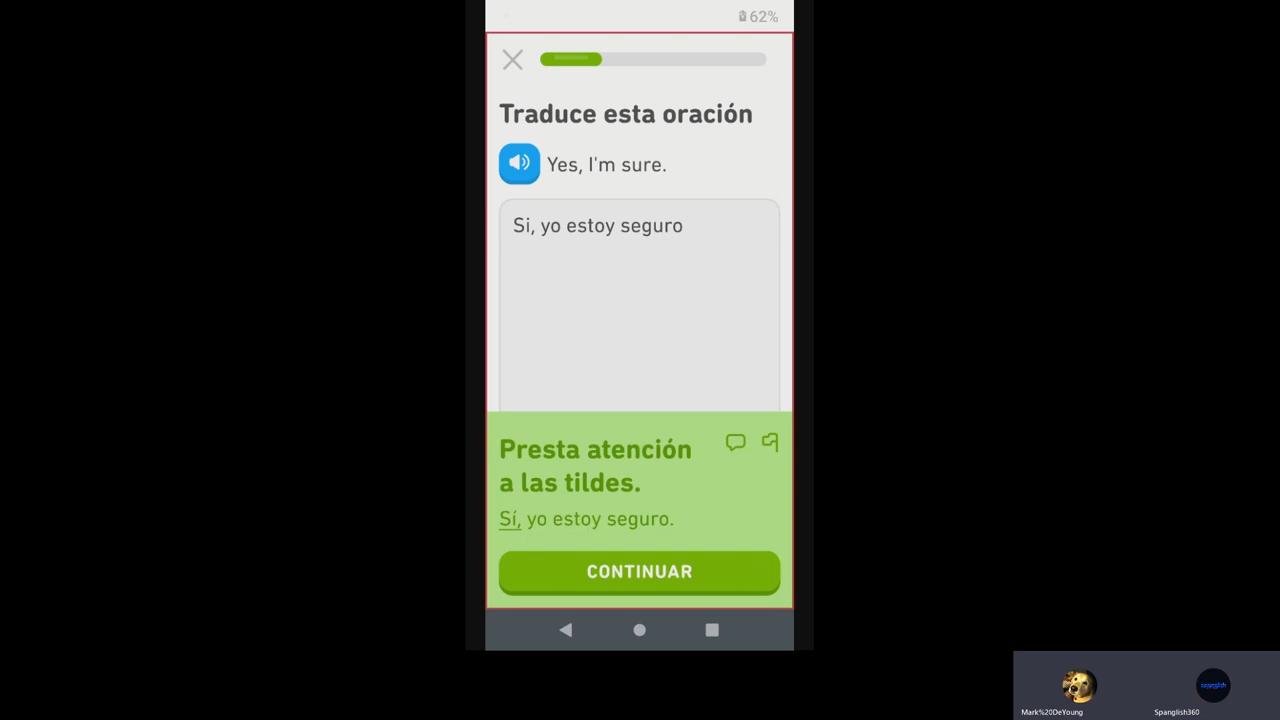 62%
Traduce esta oración
Yes, I'm sure.
Si, yo estoy seguro
Presta atención
a las tildes.
Sí, yo estoy seguro.
CONTINUAR
spanglish
Mark%20DeYoung
Spanglish360